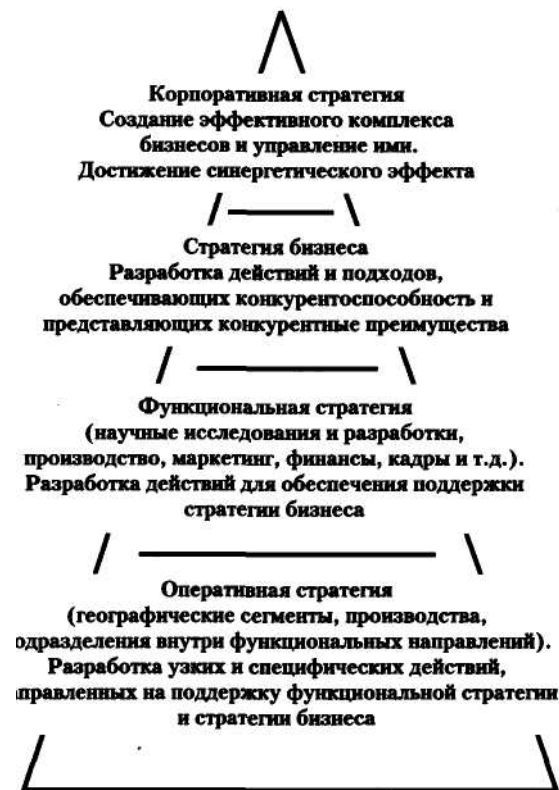 Корпоративная стратегия
Создание эффективного комплекса
бизнесов и управление ими.
Достижение синергетического эффекта
Стратегия бизнеса
Разработка действий и подходов,
обеспечивающих конкурентоспособность и
представляющих конкурентные преимущества
Функциональная стратегия
(научные исследования и разработки,
производство, маркетинг, финансы, кадры и т.д.).
Разработка действий для обеспечения поддержки
стратегии бизнеса
Оперативная стратегия
(географические сегменты, производства,
одразделения внутри функциональных направлений).
Разработка узких и специфических действий,
правленных на поддержку функциональной стратегии
и стратегии бизнеса